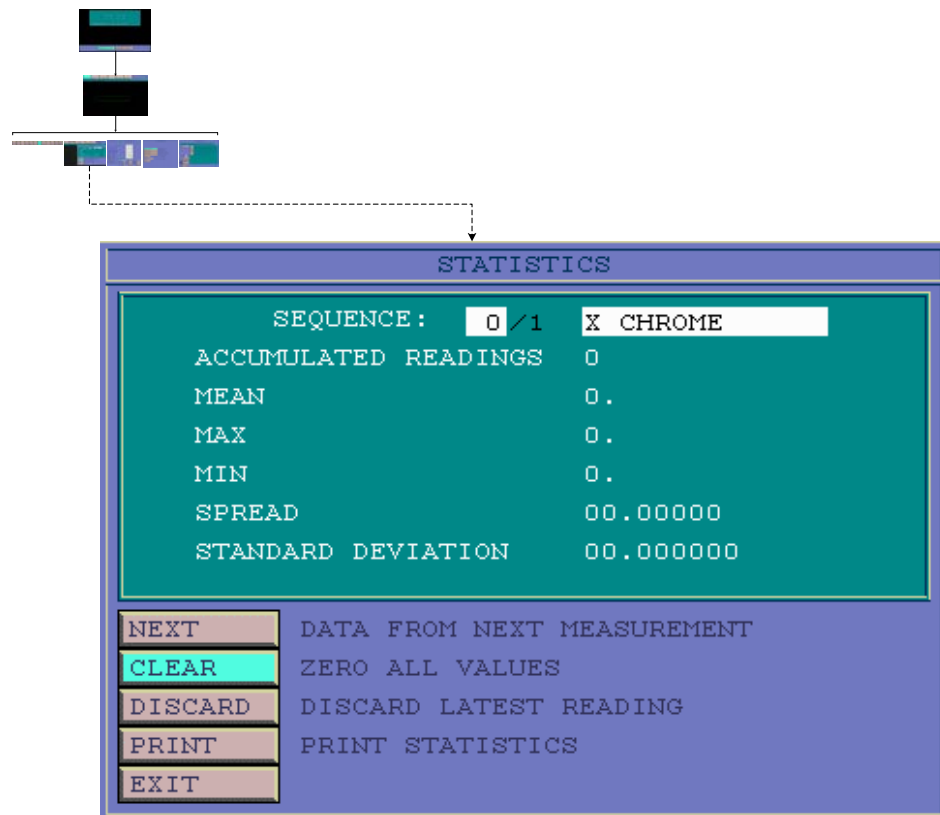 STATISTICS
SEQUENCE: 0/1 X CHROME
ACCUMULATED READINGS 0
MEAN 0.
MAX 0.
MIN 0.
SPREAD 00.00000
STANDARD DEVIATION 00.000000
NEXT DATA FROM NEXT MEASUREMENT
CLEAR ZERO ALL VALUES
DISCARD DISCARD LATEST READING
PRINT PRINT STATISTICS
EXIT